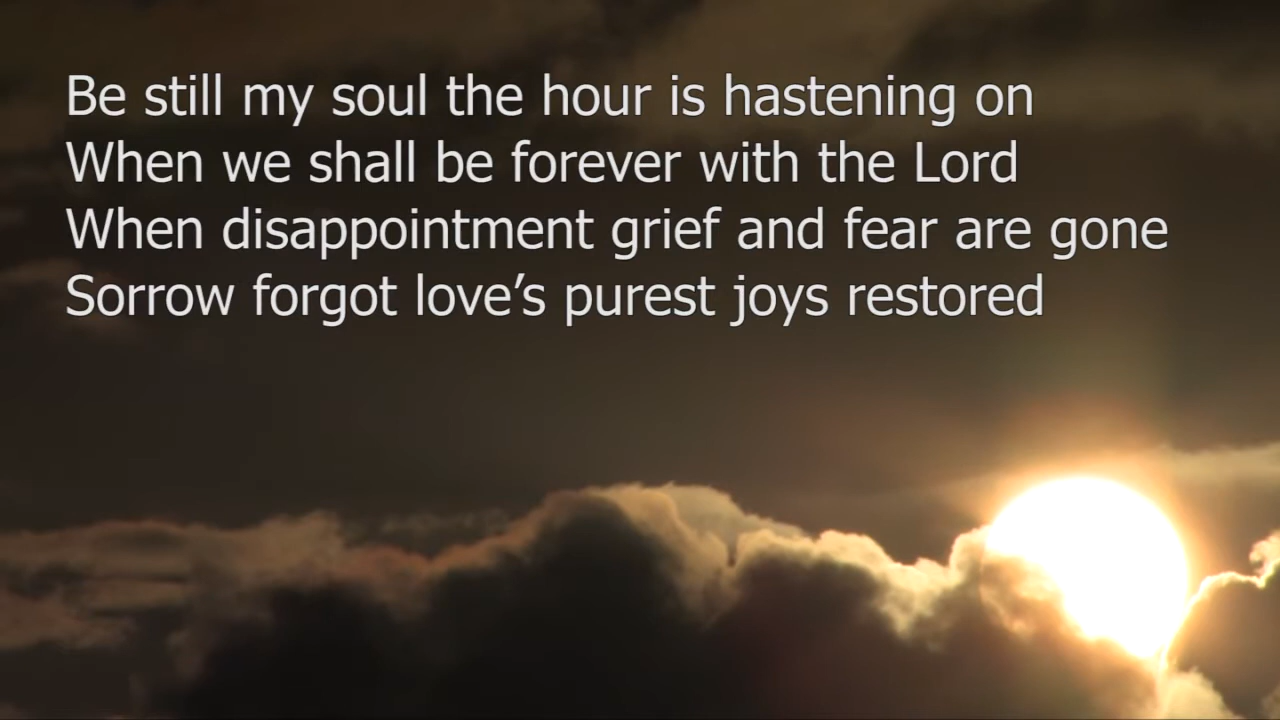 Be still my soul the hour is hastening on
When we shall be forever with the Lord
When disappointment grief and fear are gone
Sorrow forgot love’s purest joys restored